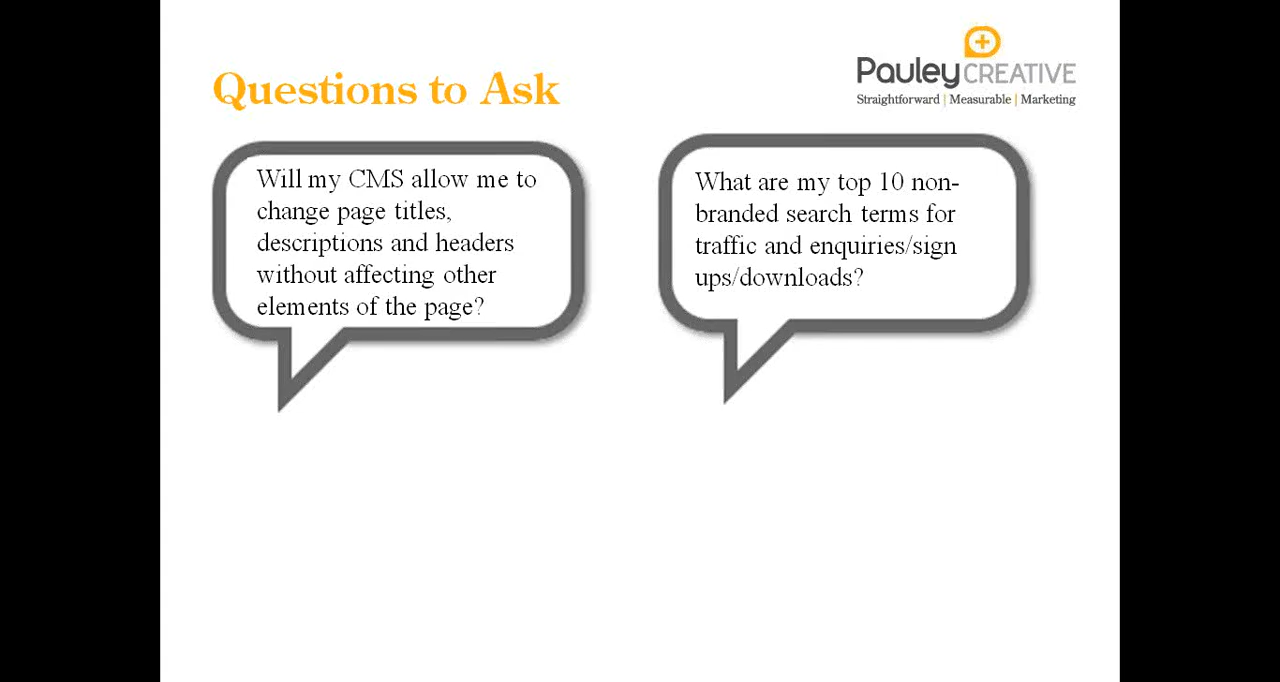 Questions to Ask
Pauley CREATIVE
Straightforward | Measurable | Marketing
Will my CMS allow me to
change page titles,
descriptions and headers
without affecting other
elements of the page?
What are my top 10 non-
branded search terms for
traffic and enquiries/sign
ups/downloads?